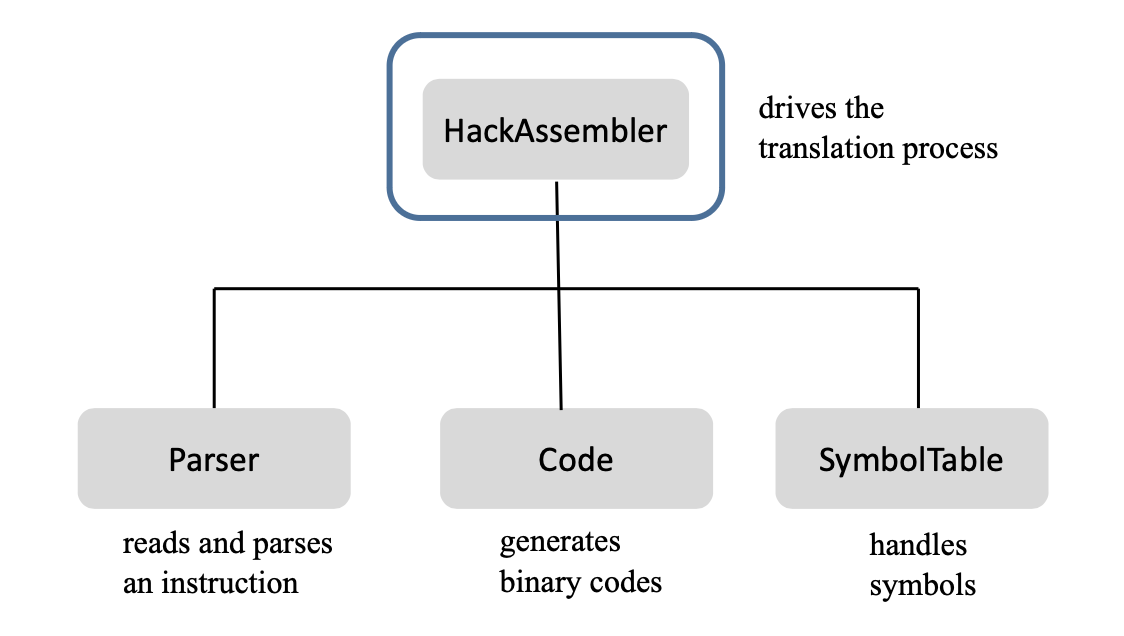 HackAssembler
drives the
translation process
Parser
Code
SymbolTable
reads and parses
an instruction
generates
binary codes
handles
symbols